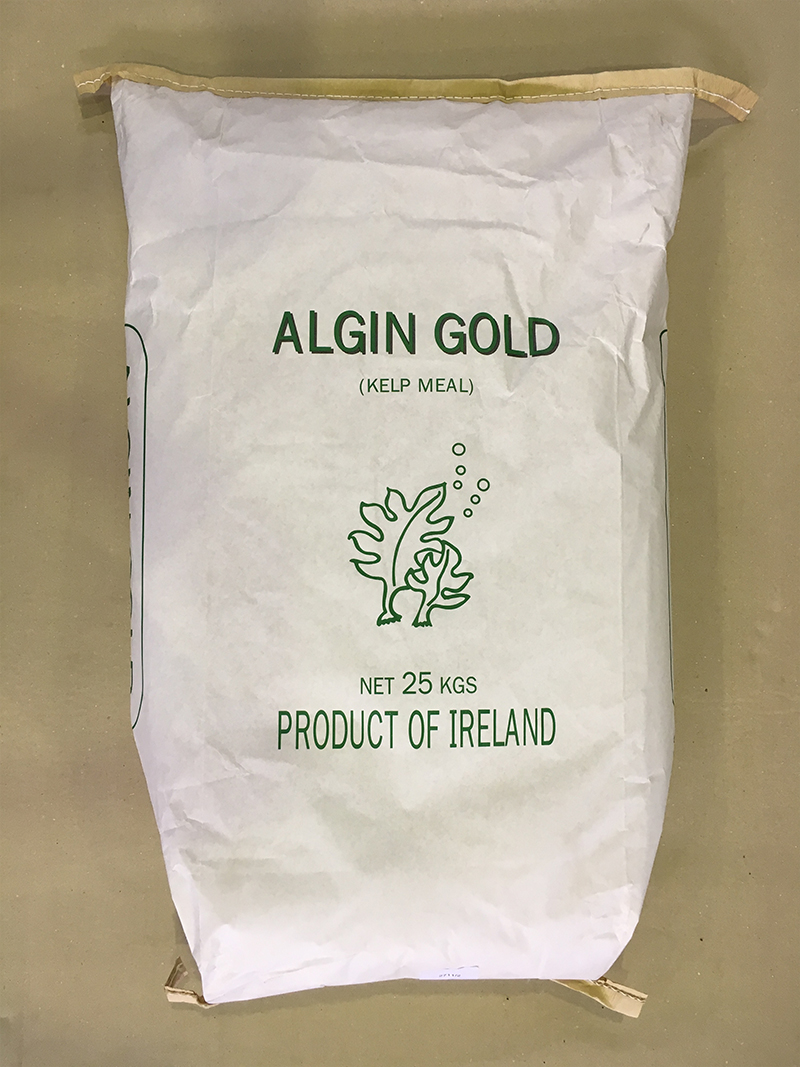 ALGIN GOLD
(KELP MEAL)
NET 25 KGS
PRODUCT OF IRELAND